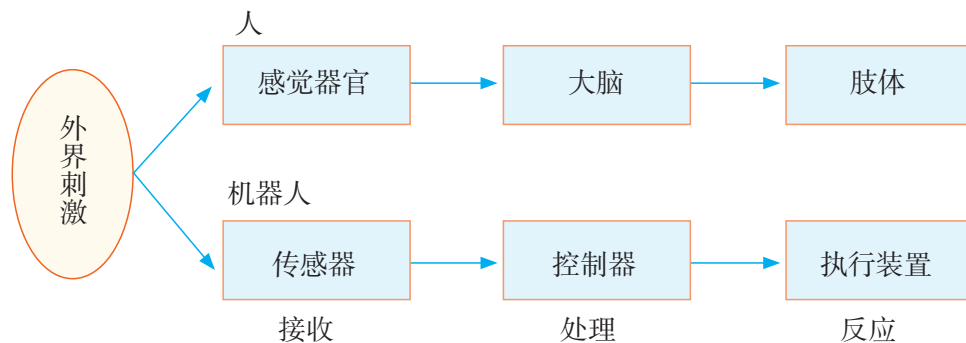 人
外界刺激
感觉器官
大脑
肢体
机器人
传感器
控制器
执行装置
接收
处理
反应